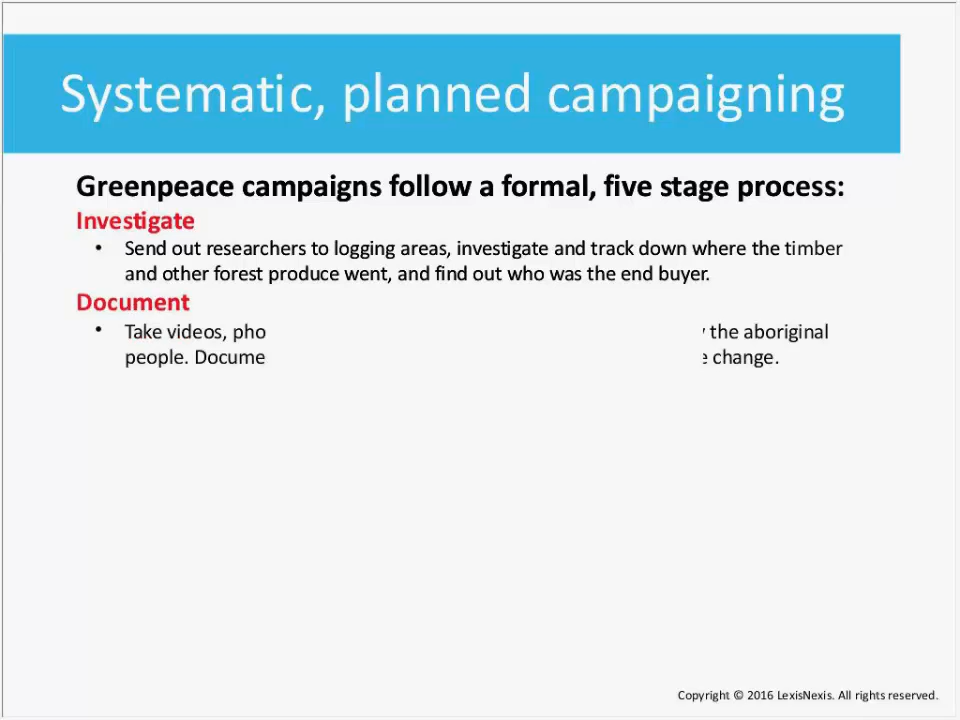 Systematic, planned campaigning
Greenpeace campaigns follow a formal, five stage process:
Investigate
• Send out researchers to logging areas, investigate and track down where the timber
and other forest produce went, and find out who was the end buyer.
Document
• Take videos, pho the aboriginal
people. Docume change.
Copyright © 2016 LexisNexis. All rights reserved.